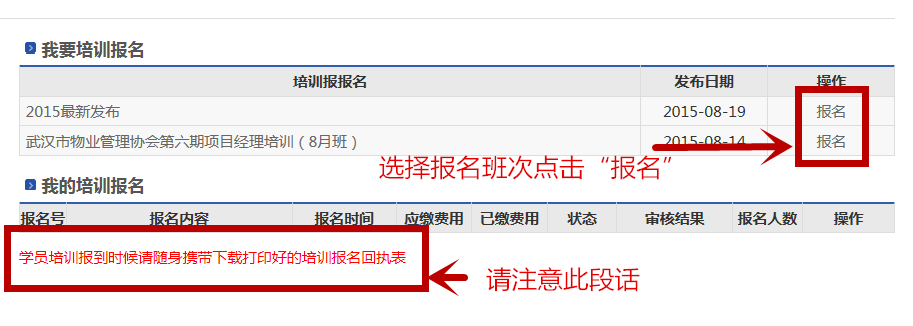 我要培训报名
培训报报名 发布日期 操作
2015最新发布 2015-08-19 报名
武汉市物业管理协会第六期项目经理培训（8月班） 2015-08-14 报名
选择报名班次点击“报名”
我的培训报名
报名号 报名内容 报名时间 应缴费用 已缴费用 状态 审核结果 报名人数 操作
学员培训报到时候请随身携带下载打印好的培训报名回执表
请注意此段话